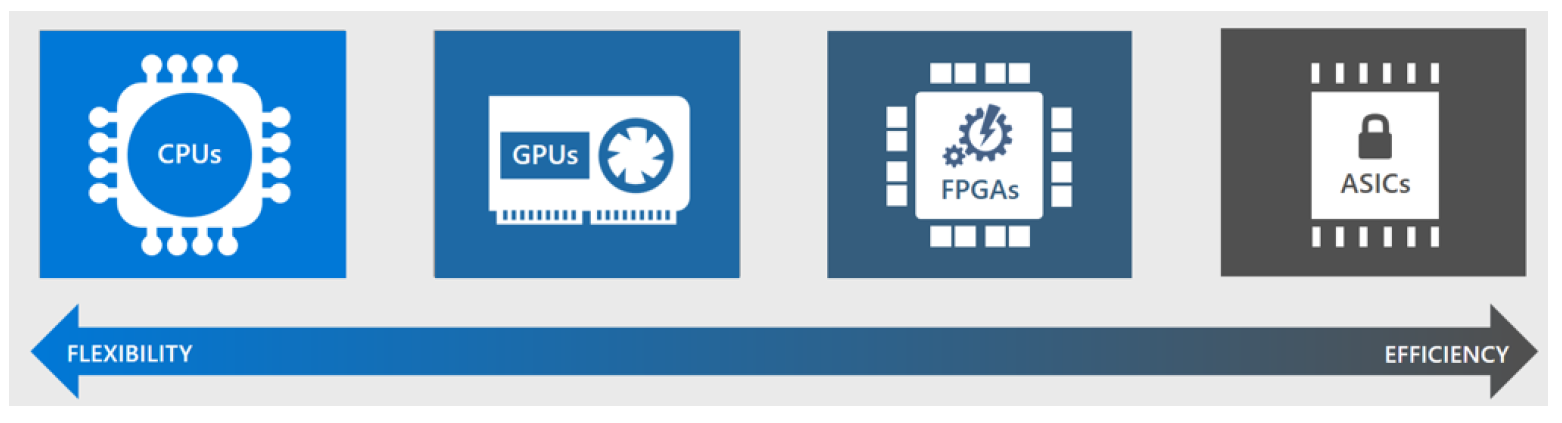 CPUs
GPUs
FPGAs
ASICs
FLEXIBILITY
EFFICIENCY